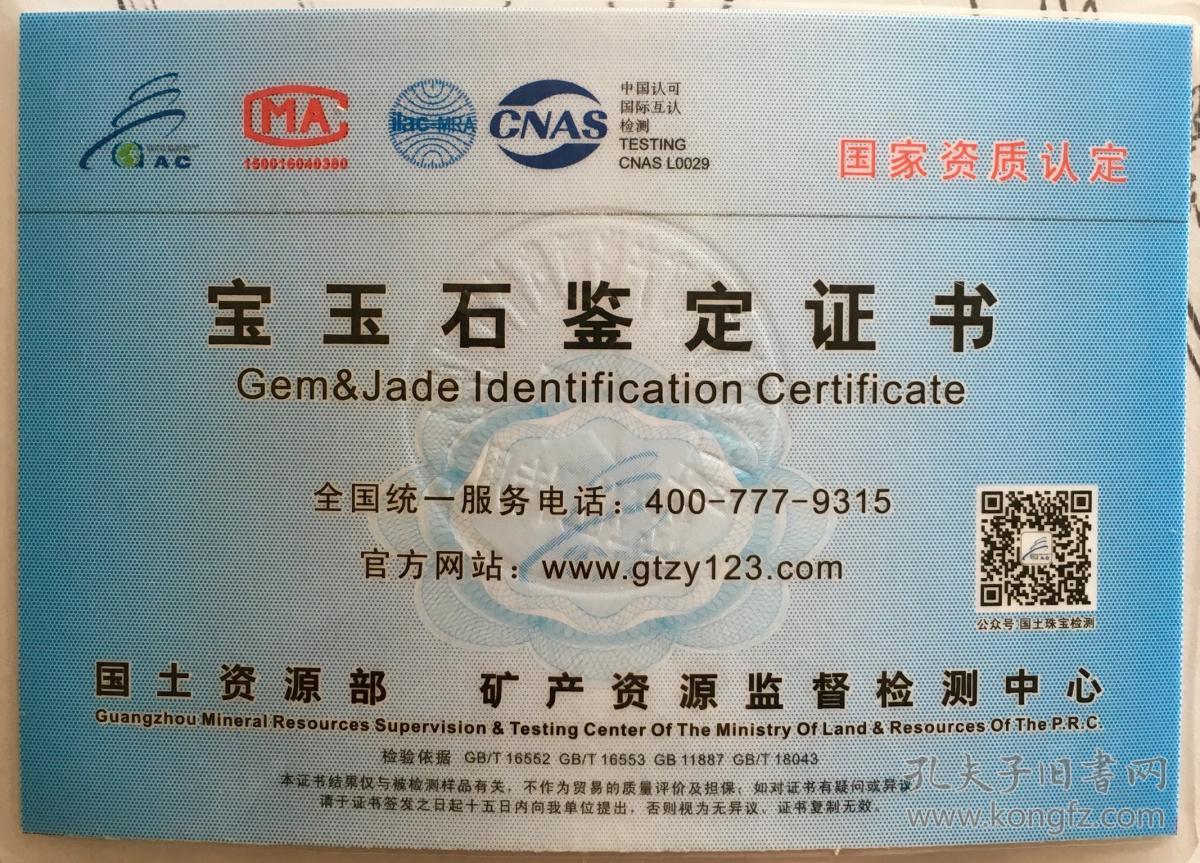 AC
MA
150016040380
ilac-MRA
CNAS
中国认可
国际互认
检测
TESTING
CNAS L0029
国家资质认定
宝玉石鉴定证书
Gem&Jade Identification Certificate
全国统一服务电话：400-777-9315
官方网站：www.gtzy123.com
公众号 国土珠宝检测
国土资源部 矿产资源监督检测中心
Guangzhou Mineral Resources Supervision & Testing Center Of The Ministry Of Land & Resources Of The P.R.C.
检验依据 GB/T 16552 GB/T 16553 GB 11887 GB/T 18043
本证书结果仅与被检测样品有关，不作为贸易的质量评价及担保；如对证书有疑问或异议
请于证书签发之日起十五日内向我单位提出，否则视为无异议。证书复制无效。
孔夫子旧书网
www.kongfz.com